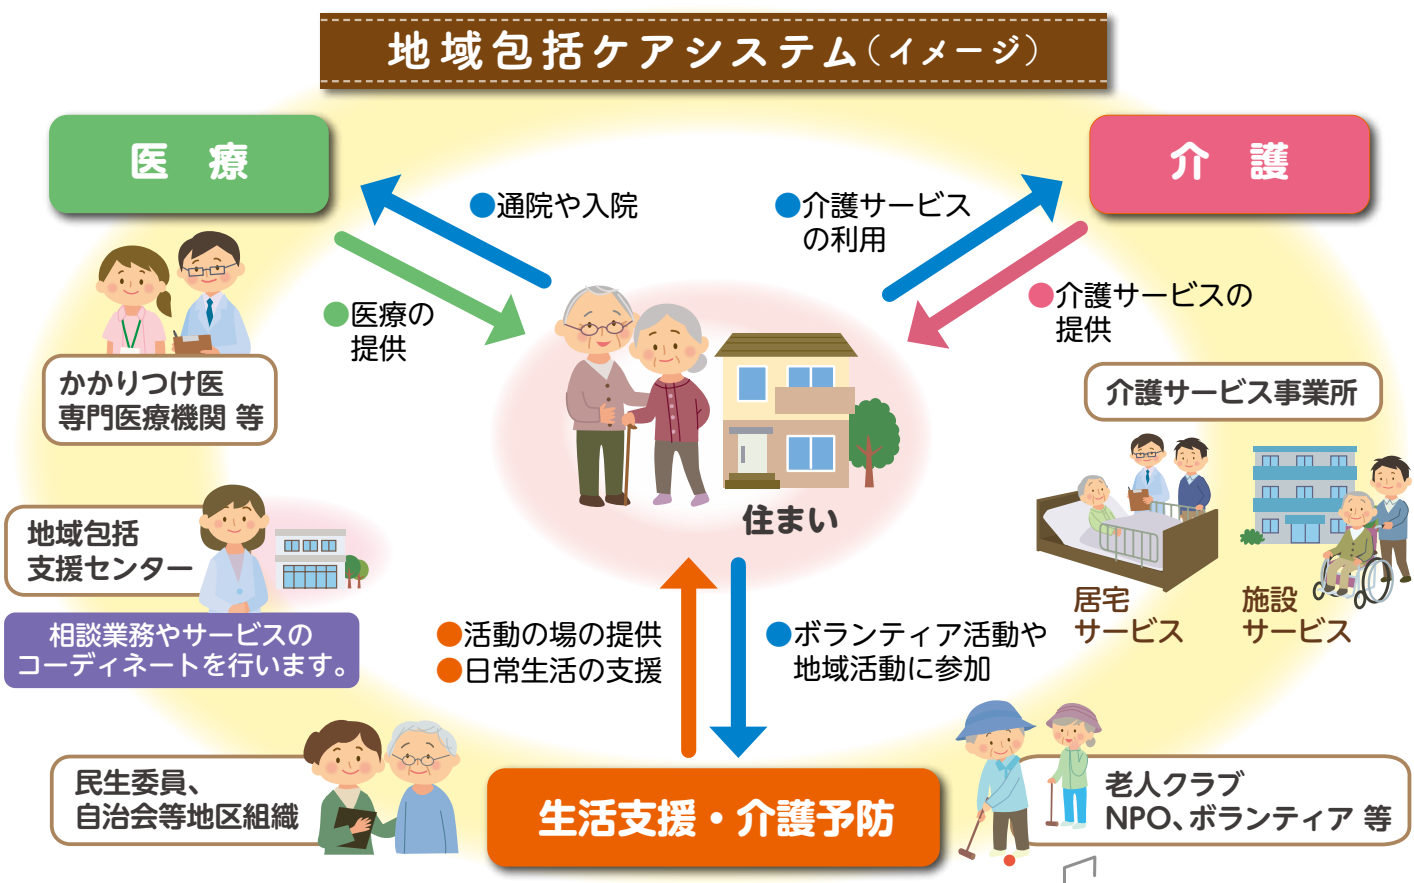 地域包括ケアシステム（イメージ）
医　療
介　護
●通院や入院
●介護サービス
の利用
●医療の
提供
●介護サービスの
提供
かかりつけ医
専門医療機関 等
介護サービス事業所
住まい
地域包括
支援センター
相談業務やサービスの
コーディネートを行います。
居宅
サービス
施設
サービス
●活動の場の提供
●日常生活の支援
●ボランティア活動や
地域活動に参加
民生委員、
自治会等地区組織
生活支援・介護予防
老人クラブ
NPO、ボランティア 等